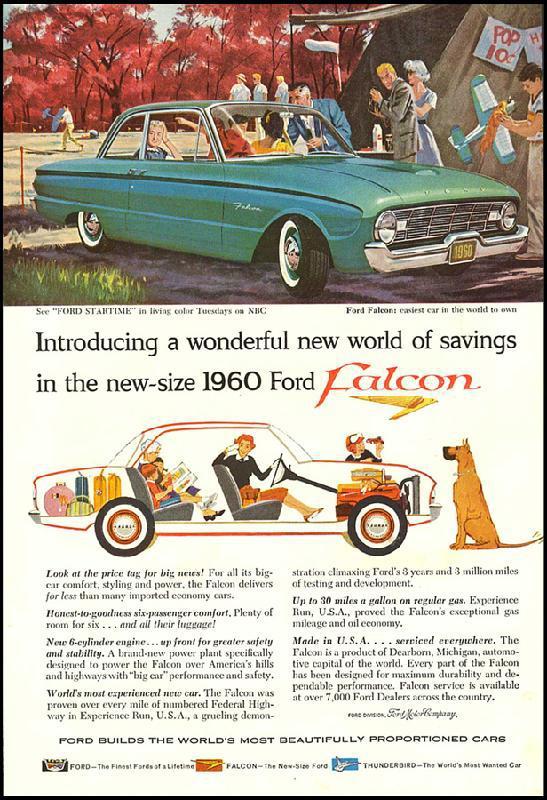 POP
10¢
Falcon
FORD
1960
See "FORD STARTIME" in living color Tuesdays on NBC
Ford Falcon: easiest car in the world to own
Introducing a wonderful new world of savings
in the new-size 1960 Ford Falcon
Look at the price tag for big news! For all its big-
car comfort, styling and power, the Falcon delivers
for less than many imported economy cars.
Honest-to-goodness six-passenger comfort. Plenty of
room for six . . . and all their luggage!
New 6-cylinder engine . . . up front for greater safety
and stability. A brand-new power plant specifically
designed to power the Falcon over America's hills
and highways with "big car" performance and safety.
World's most experienced new car. The Falcon was
proven over every mile of numbered Federal High-
way in Experience Run, U.S.A., a grueling demon-
stration climaxing Ford's 3 years and 3 million miles
of testing and development.
Up to 30 miles a gallon on regular gas. Experience
Run, U.S.A., proved the Falcon's exceptional gas
mileage and oil economy.
Made in U.S.A. . . . serviced everywhere. The
Falcon is a product of Dearborn, Michigan, automo-
tive capital of the world. Every part of the Falcon
has been designed for maximum durability and de-
pendable performance. Falcon service is available
at over 7,000 Ford Dealers across the country.
FORD DIVISION, Ford Motor Company,
FORD BUILDS THE WORLD'S MOST BEAUTIFULLY PROPORTIONED CARS
FORD—The Finest Fords of a Lifetime FALCON—The New-Size Ford THUNDERBIRD—The World's Most Wanted Car